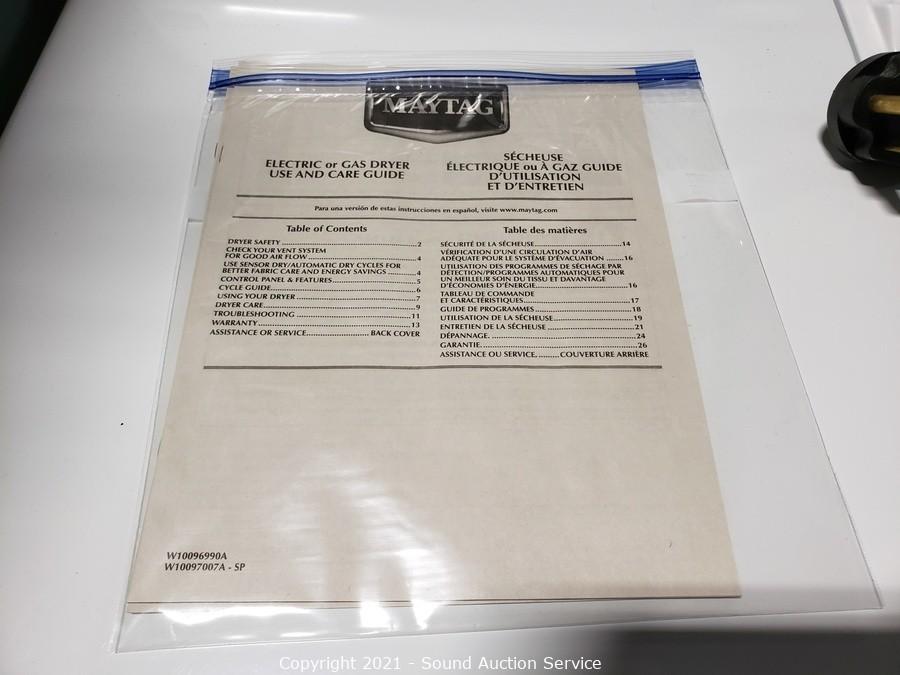 MAYTAG
ELECTRIC or GAS DRYER
USE AND CARE GUIDE
SÉCHEUSE
ÉLECTRIQUE ou À GAZ GUIDE
D'UTILISATION
ET D'ENTRETIEN
Para una versión de estas instrucciones en español, visite www.maytag.com
Table of Contents
DRYER SAFETY ........ 2
CHECK YOUR VENT SYSTEM
FOR GOOD AIR FLOW ........ 4
USE SENSOR DRY/AUTOMATIC DRY CYCLES FOR
BETTER FABRIC CARE AND ENERGY SAVINGS ........ 4
CONTROL PANEL & FEATURES ........ 5
CYCLE GUIDE ........ 6
USING YOUR DRYER ........ 7
DRYER CARE ........ 9
TROUBLESHOOTING ........ 11
WARRANTY ........ 13
ASSISTANCE OR SERVICE ........ BACK COVER
Table des matières
SÉCURITÉ DE LA SÉCHEUSE ........ 14
VÉRIFICATION D'UNE CIRCULATION D'AIR
ADÉQUATE POUR LE SYSTÈME D'ÉVACUATION ........ 16
UTILISATION DES PROGRAMMES DE SÉCHAGE PAR
DÉTECTION/PROGRAMMES AUTOMATIQUES POUR
UN MEILLEUR SOIN DU TISSU ET DAVANTAGE
D'ÉCONOMIES D'ÉNERGIE ........ 16
TABLEAU DE COMMANDE
ET CARACTÉRISTIQUES ........ 17
GUIDE DE PROGRAMMES ........ 18
UTILISATION DE LA SÉCHEUSE ........ 19
ENTRETIEN DE LA SÉCHEUSE ........ 21
DÉPANNAGE ........ 24
GARANTIE ........ 26
ASSISTANCE OU SERVICE ........ COUVERTURE ARRIÈRE
W10096990A
W10097007A - SP
Copyright 2021 - Sound Auction Service